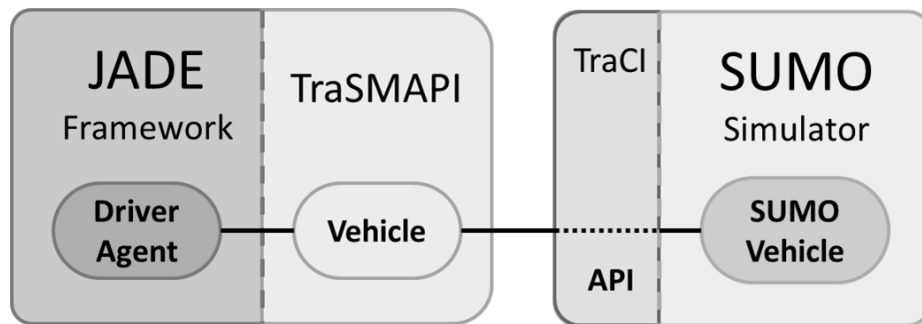 JADE
Framework
Driver
Agent
TraSMAPI
Vehicle
TraCI
API
SUMO
Simulator
SUMO
Vehicle